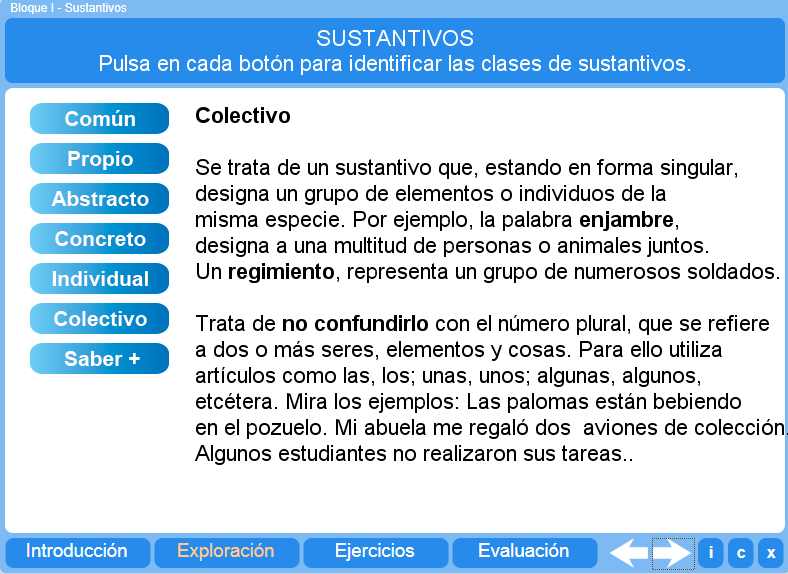 Bloque I - Sustantivos
SUSTANTIVOS
Pulsa en cada botón para identificar las clases de sustantivos.
Común
Propio
Abstracto
Concreto
Individual
Colectivo
Saber +
Colectivo
Se trata de un sustantivo que, estando en forma singular,
designa un grupo de elementos o individuos de la
misma especie. Por ejemplo, la palabra enjambre,
designa a una multitud de personas o animales juntos.
Un regimiento, representa un grupo de numerosos soldados.
Trata de no confundirlo con el número plural, que se refiere
a dos o más seres, elementos y cosas. Para ello utiliza
artículos como las, los; unas, unos; algunas, algunos,
etcétera. Mira los ejemplos: Las palomas están bebiendo
en el pozuelo. Mi abuela me regaló dos  aviones de colección.
Algunos estudiantes no realizaron sus tareas..
Introducción
Exploración
Ejercicios
Evaluación
i
c
x